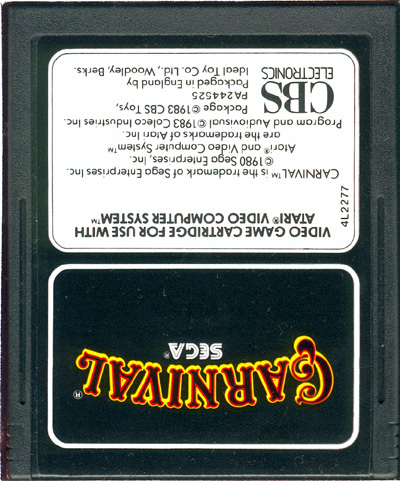 CARNIVAL®
SEGA®
VIDEO GAME CARTRIDGE FOR USE WITH
ATARI® VIDEO COMPUTER SYSTEM™
4L2277
CARNIVAL™ is the trademark of Sega Enterprises Inc.
©1980 Sega Enterprises, Inc.
Atari® and Video Computer System™
are the trademarks of Atari Inc.
Program and Audiovisual ©1983 Coleco Industries Inc.
Package ©1983 CBS Toys,
PA244525
Packaged in England by
Ideal Toy Co. Ltd., Woodley, Berks.
CBS
ELECTRONICS